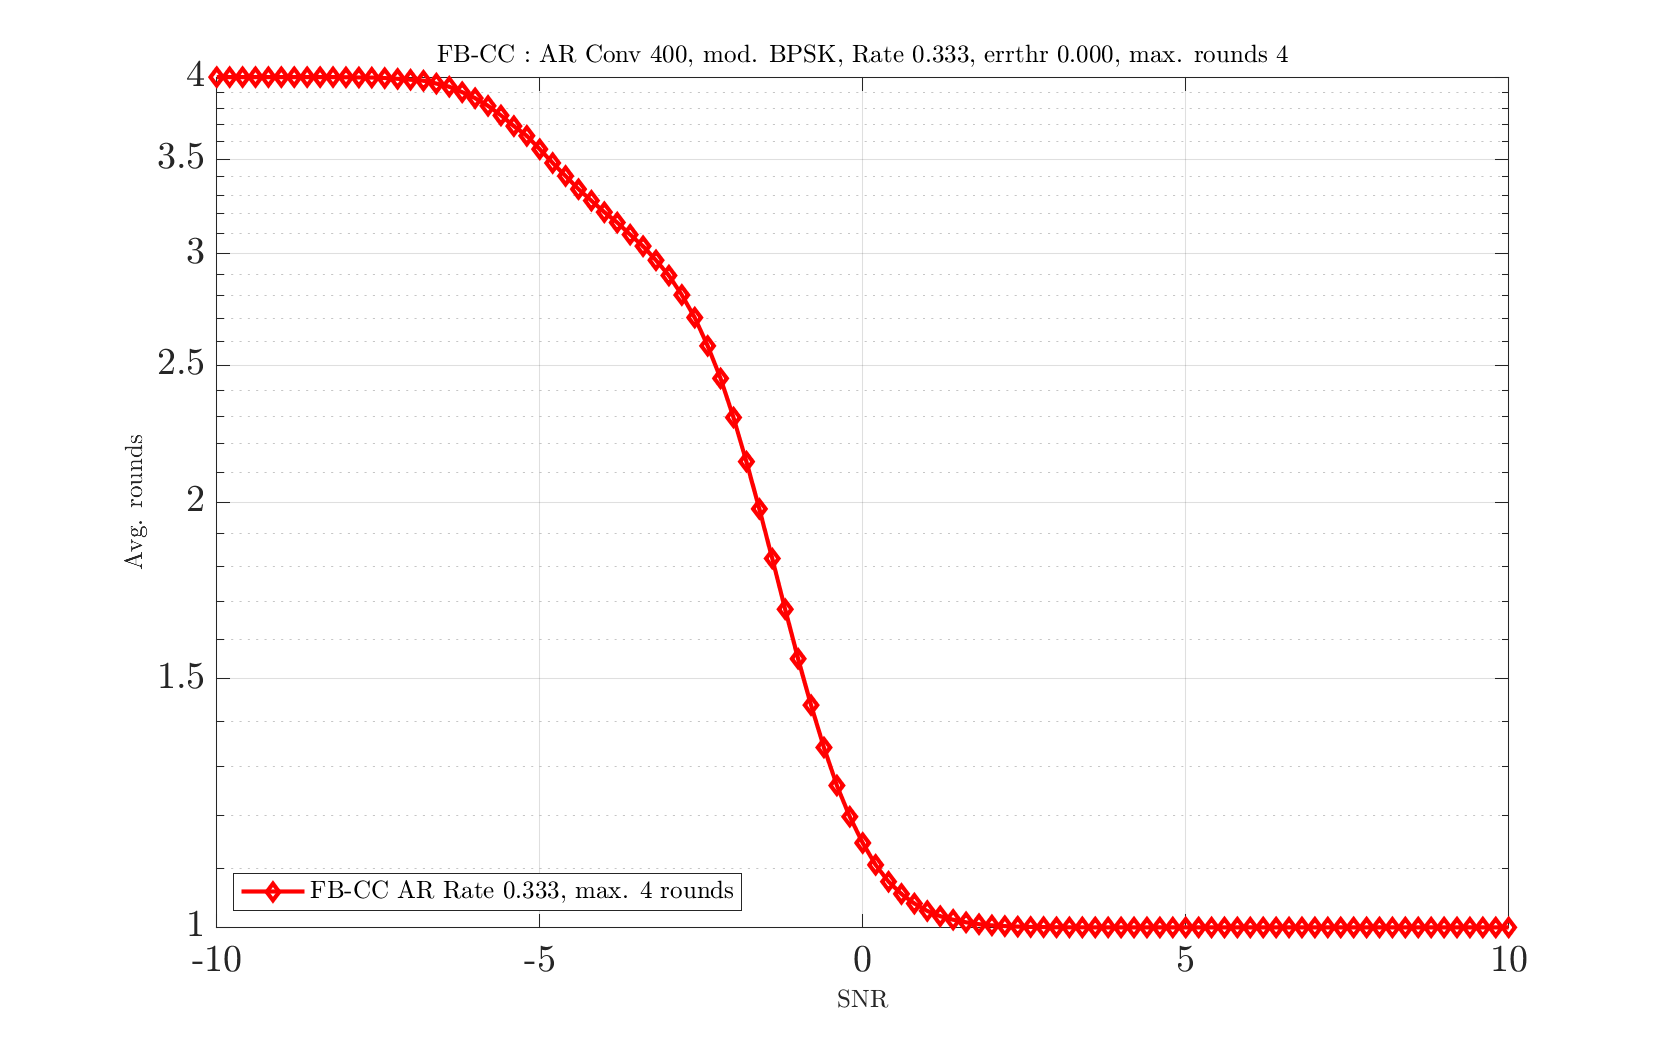 FB-CC : AR Conv 400, mod. BPSK, Rate 0.333, errthr 0.000, max. rounds 4
4
3.5
3
2.5
2
1.5
1
Avg. rounds
FB-CC AR Rate 0.333, max. 4 rounds
-10 -5 0 5 10
SNR